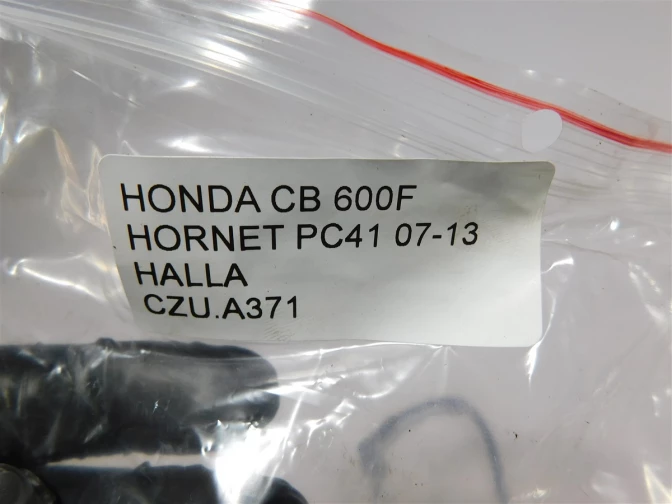 HONDA CB 600F
HORNET PC41 07-13
HALLA
CZU.A371